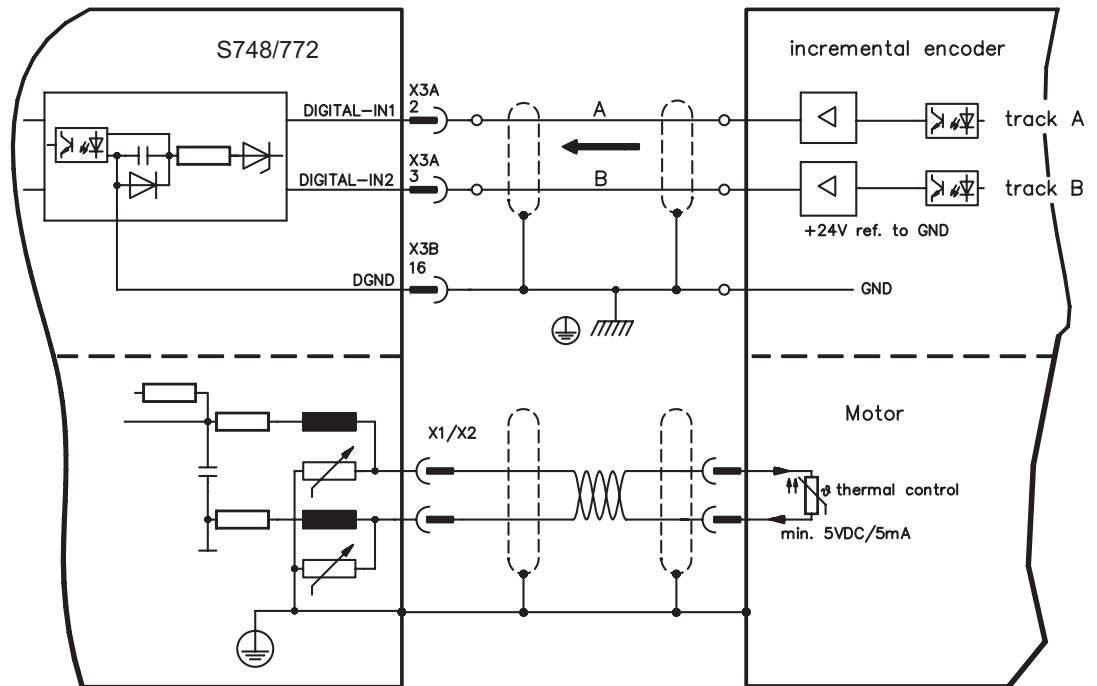 S748/772
incremental encoder
X3A
2
DIGITAL-IN1
A
track A
X3A
3
DIGITAL-IN2
B
track B
+24V ref. to GND
X3B
16
DGND
GND
Motor
X1/X2
ϑ thermal control
min. 5VDC/5mA